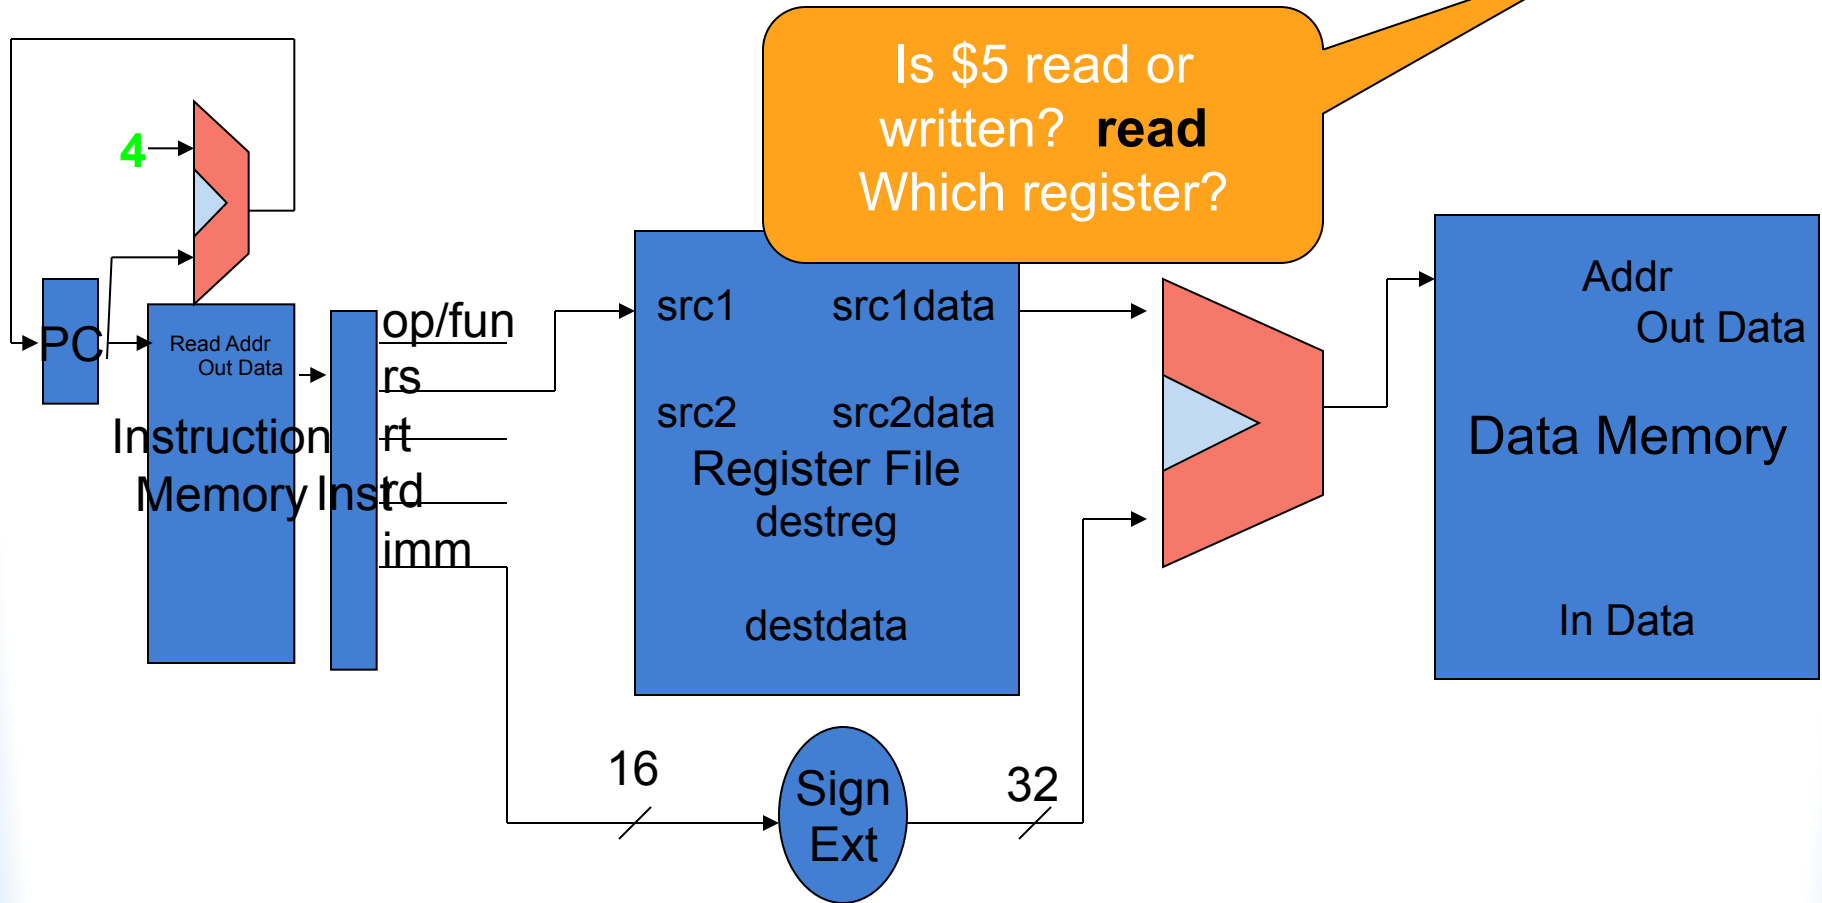 Is $5 read or
written? read
Which register?
4
PC
Read Addr
Out Data
Instruction
Memory
Inst
op/fun
rs
rt
rd
imm
src1 src1data
src2 src2data
Register File
destreg
destdata
16
Sign
Ext
32
Addr
Out Data
Data Memory
In Data